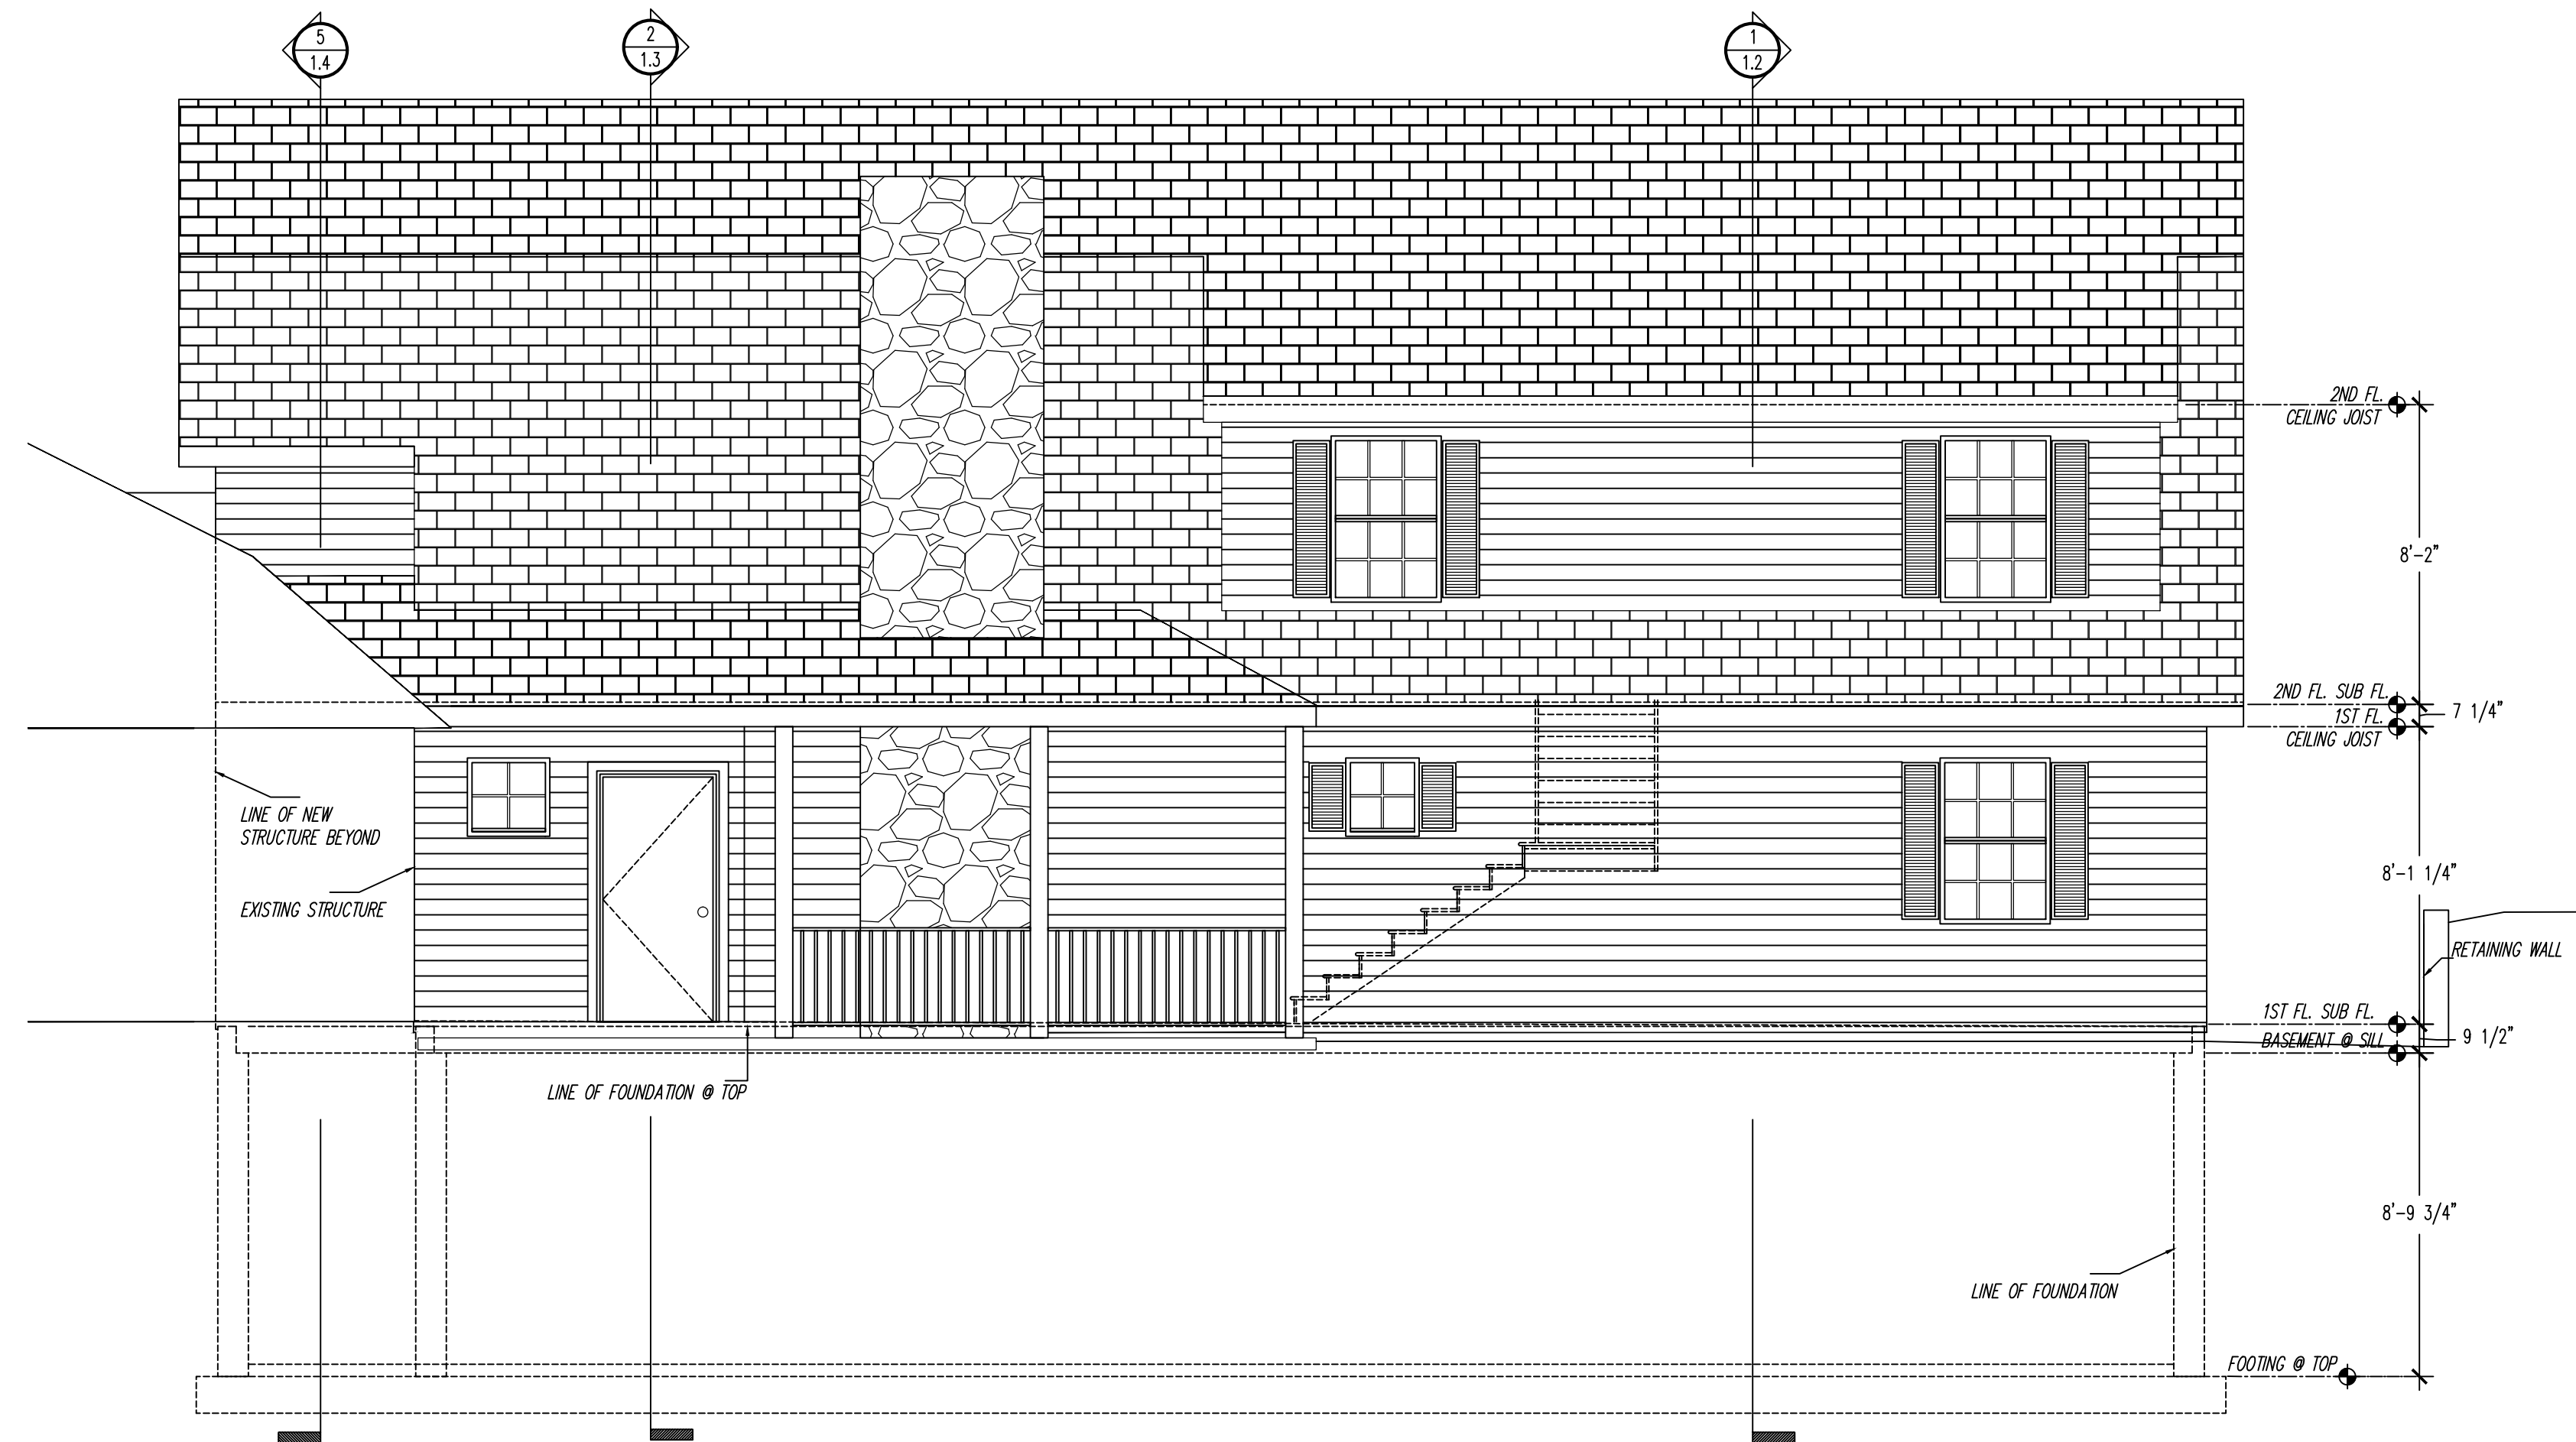 5
1.4
2
1.3
1
1.2
2ND FL.
CEILING JOIST
8'-2"
2ND FL. SUB FL.
7 1/4"
1ST FL.
CEILING JOIST
LINE OF NEW
STRUCTURE BEYOND
8'-1 1/4"
EXISTING STRUCTURE
RETAINING WALL
1ST FL. SUB FL.
9 1/2"
BASEMENT @ SILL
LINE OF FOUNDATION @ TOP
8'-9 3/4"
LINE OF FOUNDATION
FOOTING @ TOP